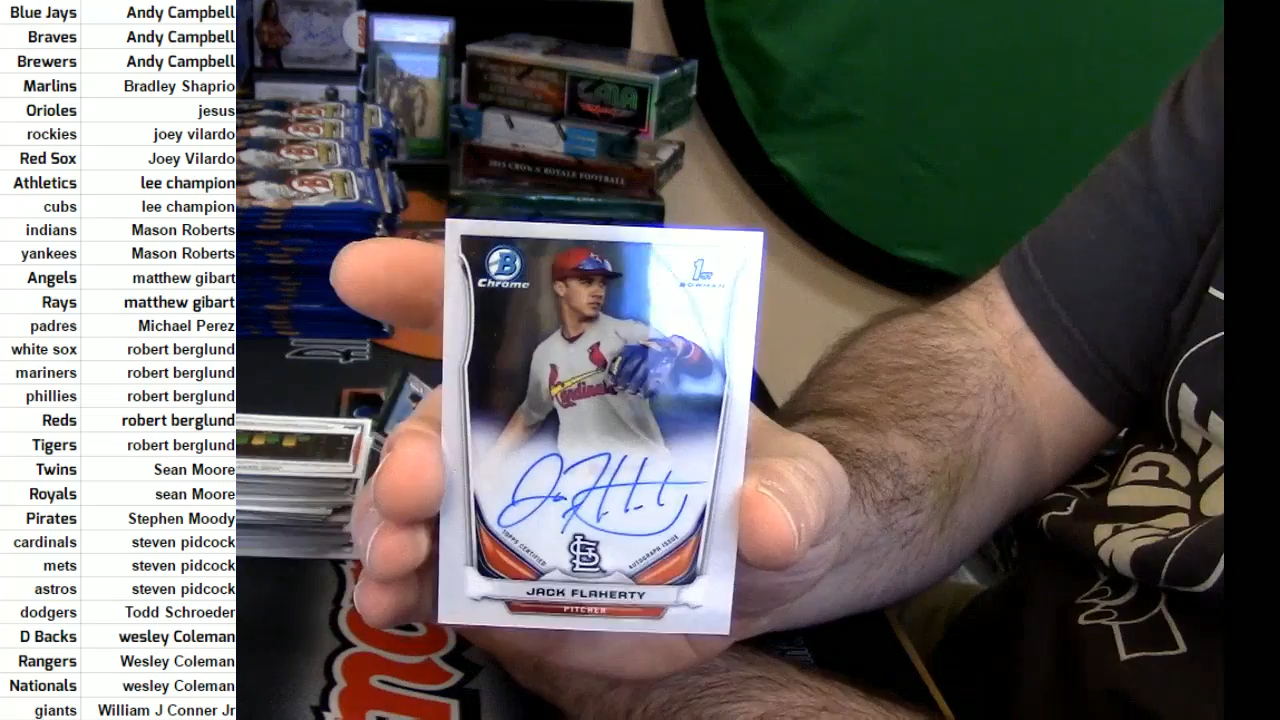 Blue Jays Andy Campbell
Braves Andy Campbell
Brewers Andy Campbell
Marlins Bradley Shaprio
Orioles jesus
rockies joey vilardo
Red Sox Joey Vilardo
Athletics lee champion
cubs lee champion
indians Mason Roberts
yankees Mason Roberts
Angels matthew gibart
Rays matthew gibart
padres Michael Perez
white sox robert berglund
mariners robert berglund
phillies robert berglund
Reds robert berglund
Tigers robert berglund
Twins Sean Moore
Royals sean Moore
Pirates Stephen Moody
cardinals steven pidcock
mets steven pidcock
astros steven pidcock
dodgers Todd Schroeder
D Backs wesley Coleman
Rangers Wesley Coleman
Nationals wesley Coleman
giants William J Conner Jr
2015 CROWN ROYALE FOOTBALL
B
Chrome
1st
BOWMAN
Cardinals
TOPPS CERTIFIED
AUTOGRAPH ISSUE
STL
JACK FLAHERTY
PITCHER